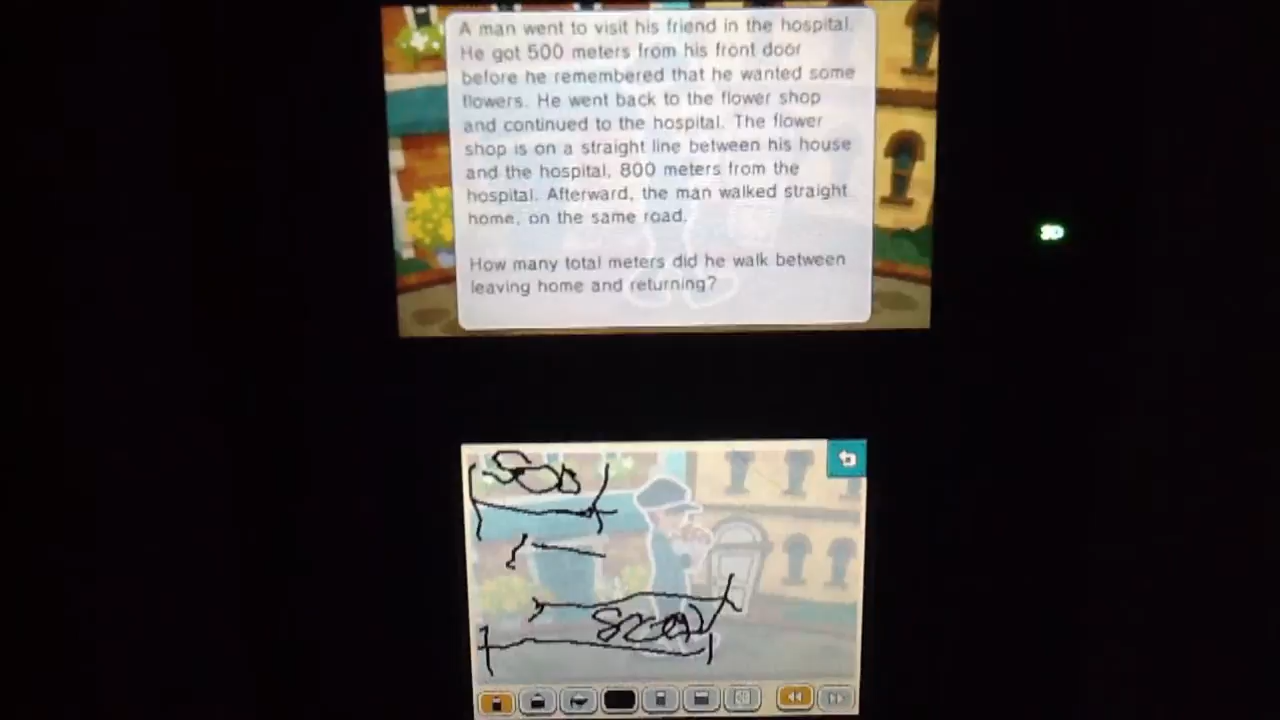 A man went to visit his friend in the hospital.
He got 500 meters from his front door
before he remembered that he wanted some
flowers. He went back to the flower shop
and continued to the hospital. The flower
shop is on a straight line between his house
and the hospital, 800 meters from the
hospital. Afterward, the man walked straight
home, on the same road.
How many total meters did he walk between
leaving home and returning?
500
800